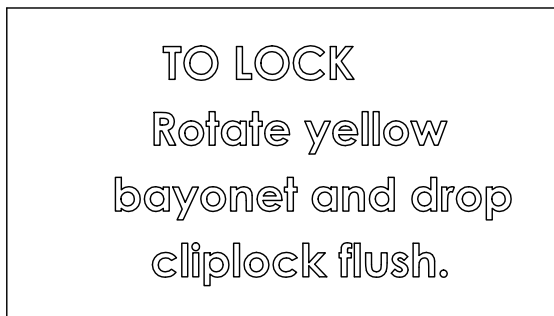 TO LOCK
Rotate yellow
bayonet and drop
cliplock flush.